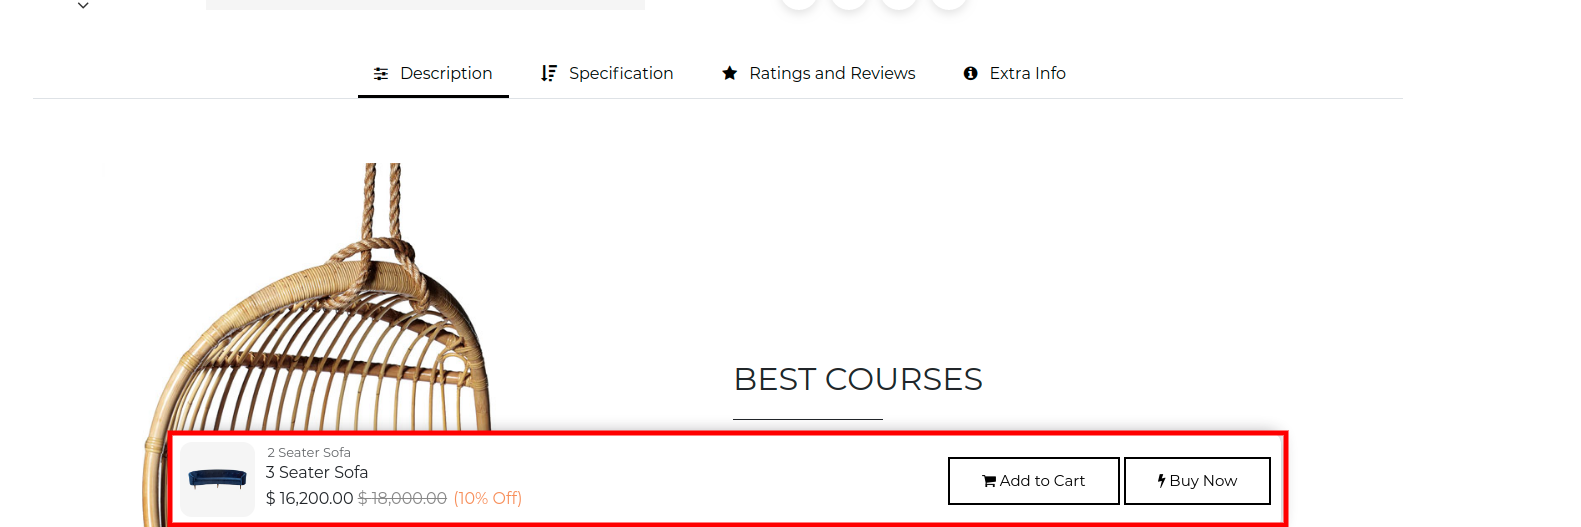 Description Specification Ratings and Reviews Extra Info
BEST COURSES
2 Seater Sofa
3 Seater Sofa
$ 16,200.00 $ 18,000.00 (10% Off)
Add to Cart Buy Now